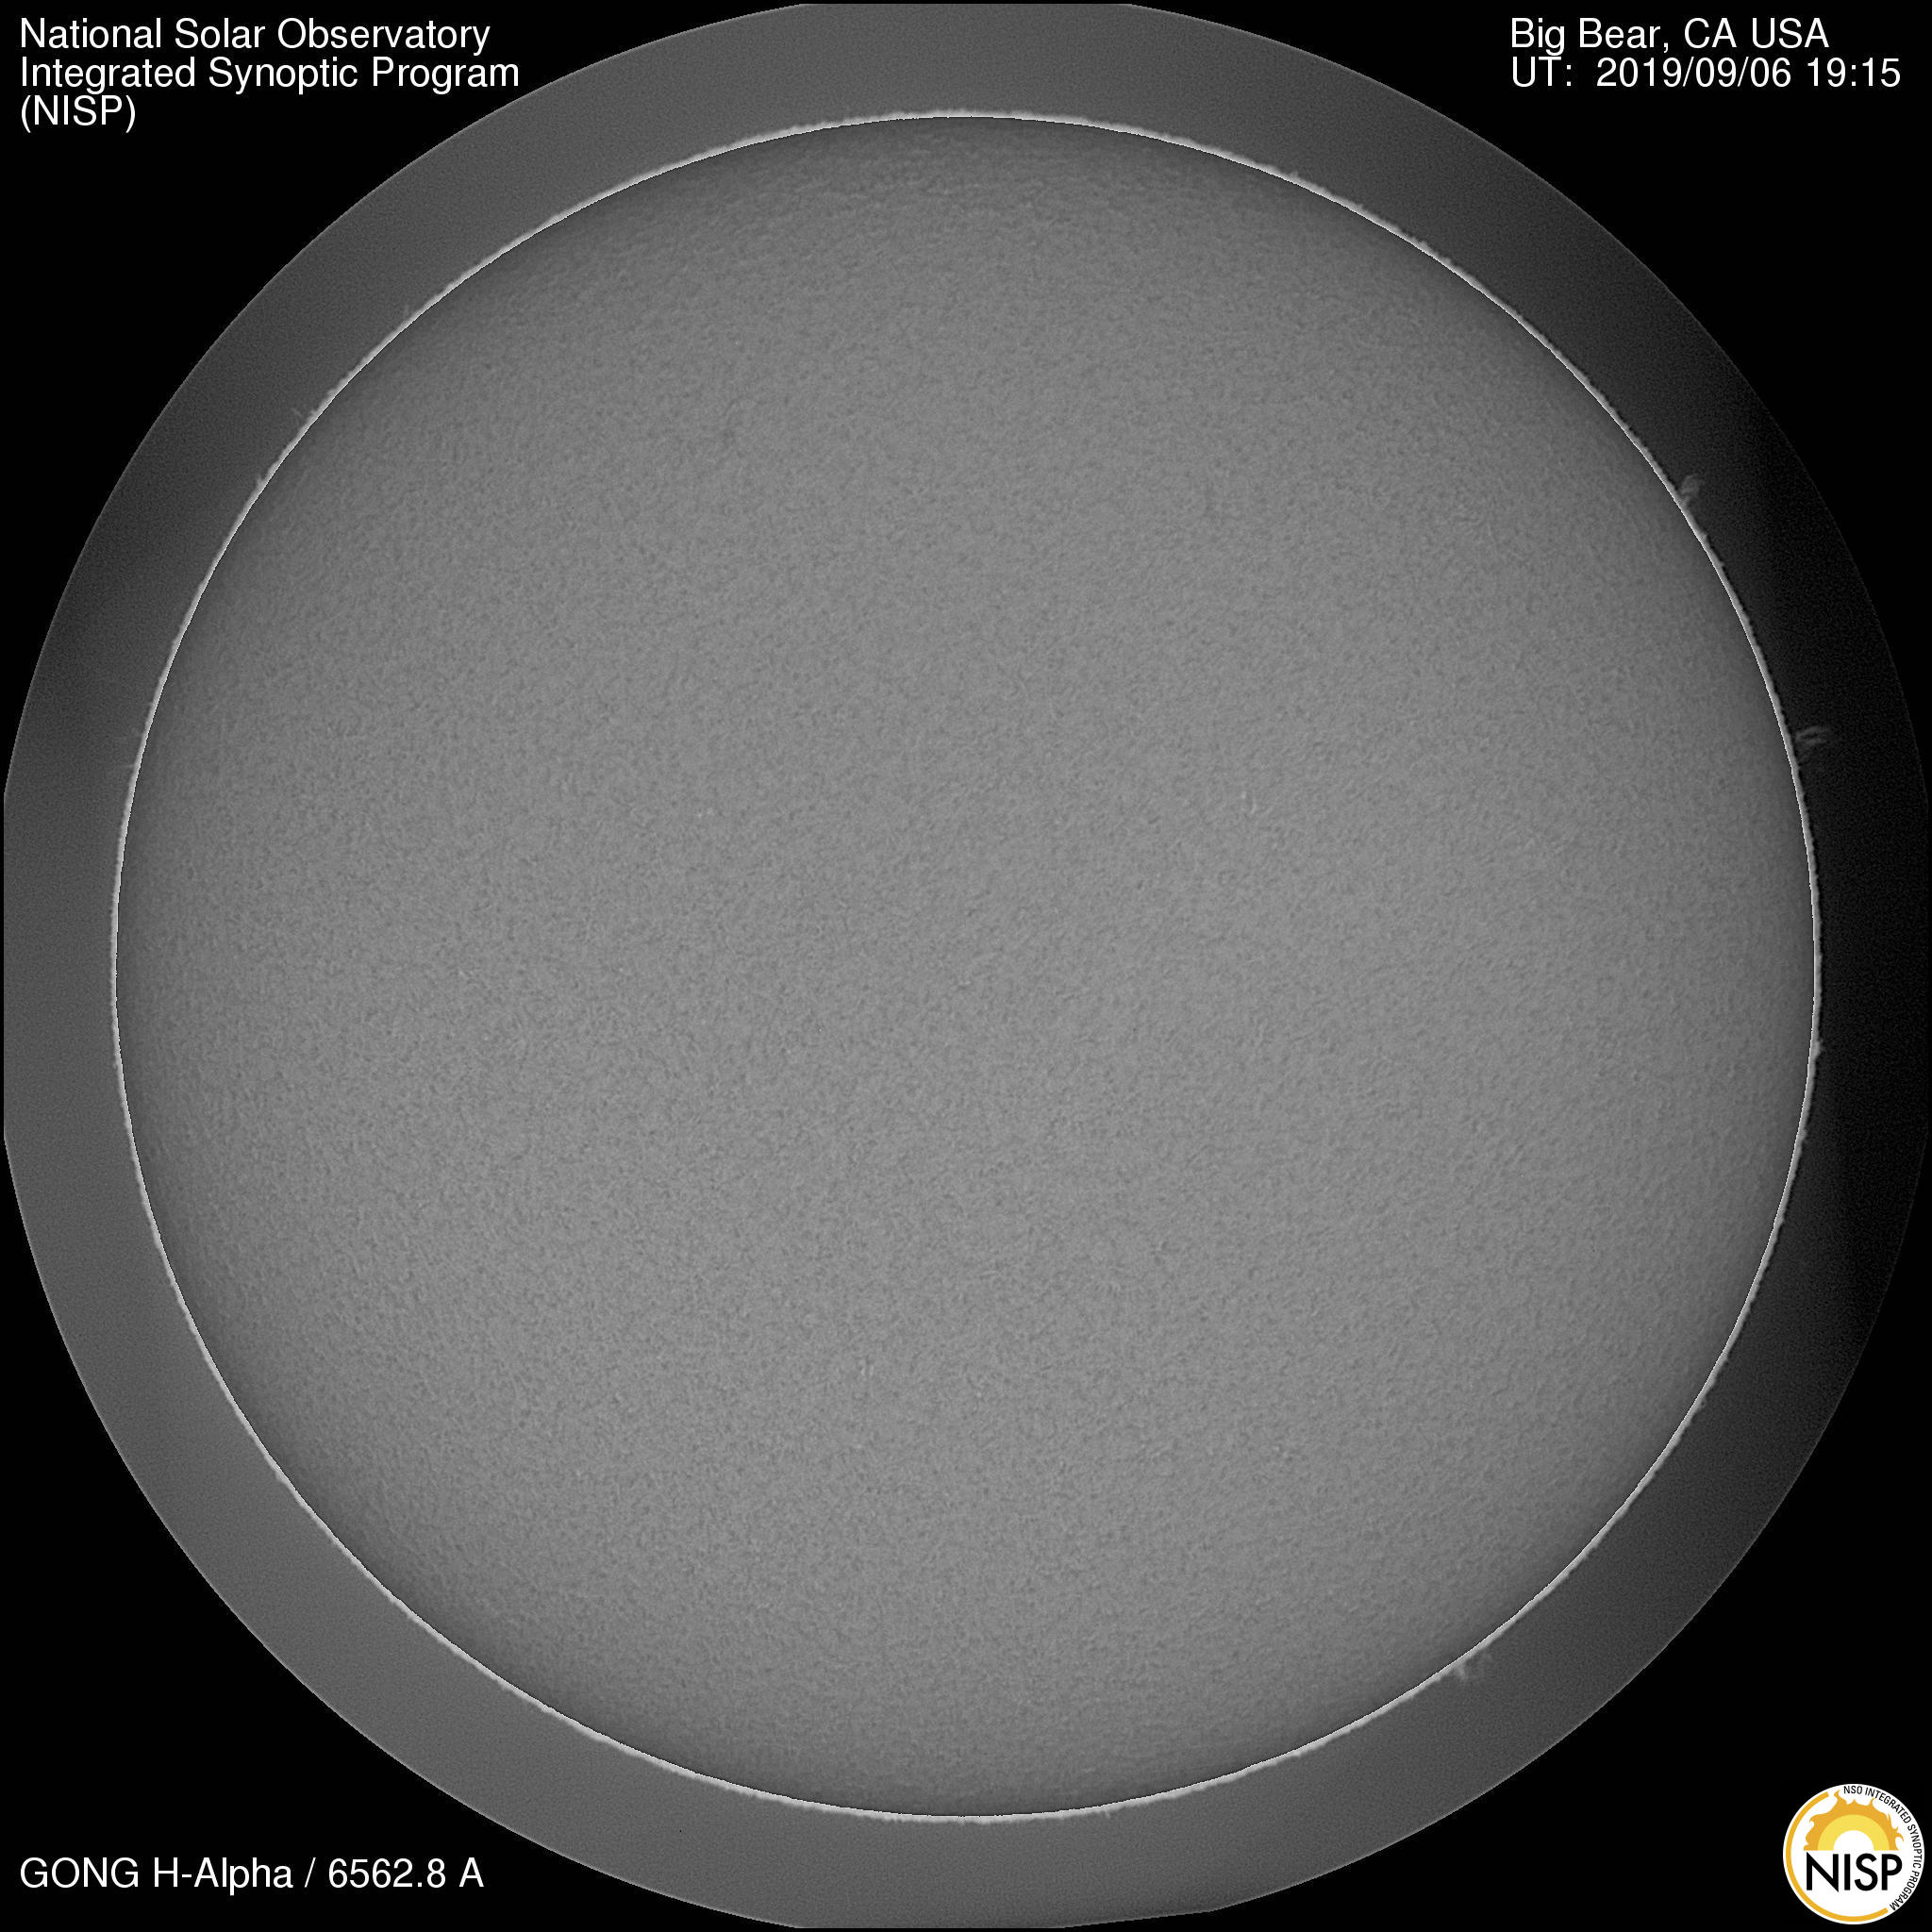 National Solar Observatory
Integrated Synoptic Program
(NISP)
Big Bear, CA USA
UT: 2019/09/06 19:15
GONG H-Alpha / 6562.8 A
NSO INTEGRATED SYNOPTIC PROGRAM
NISP